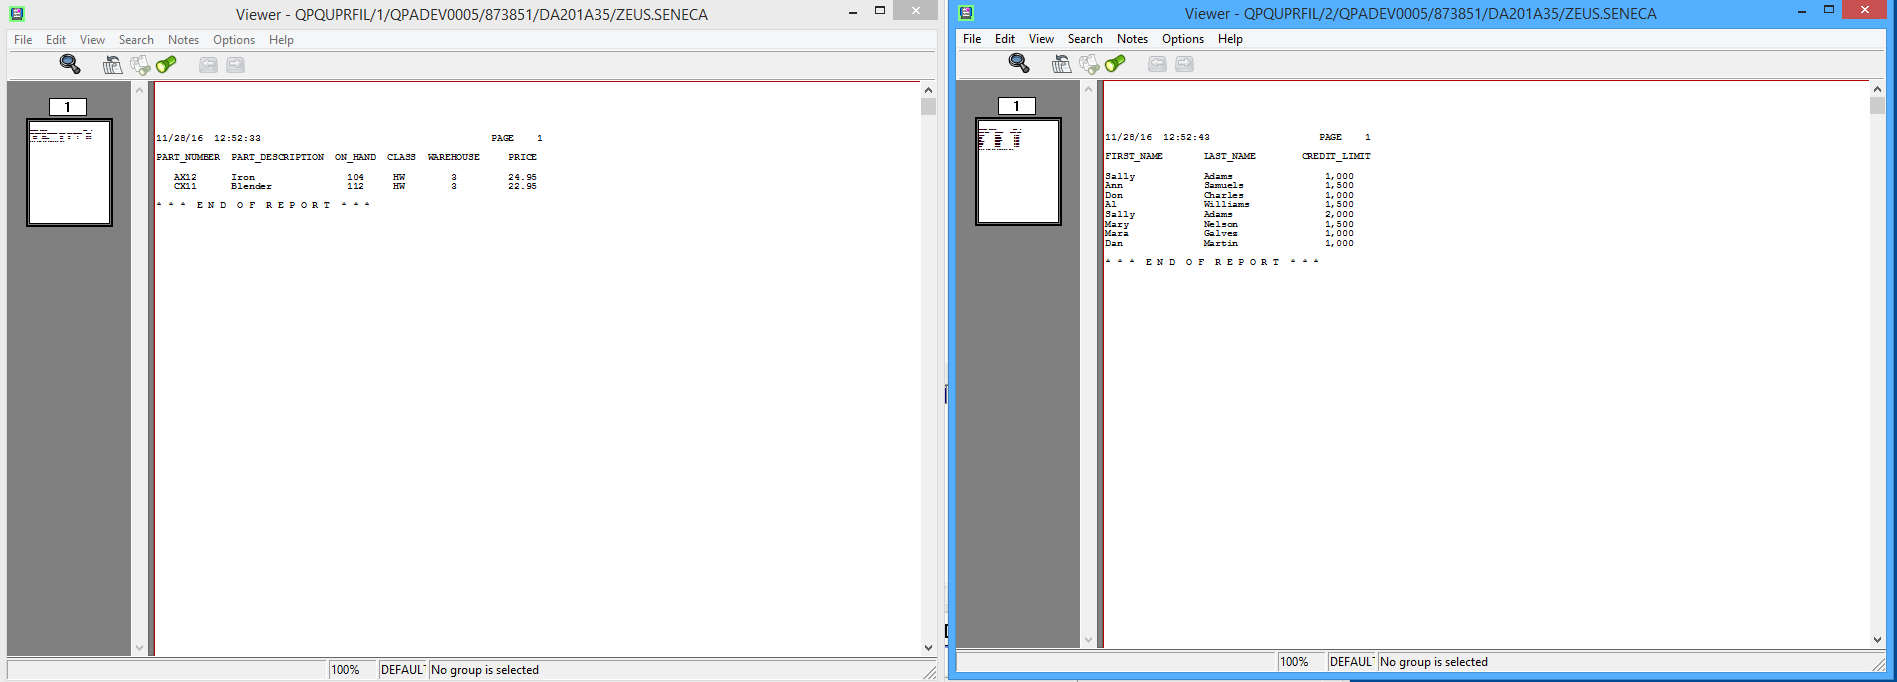 Viewer - QPQUPRFIL/1/QPADEV0005/873851/DA201A35/ZEUS.SENECA
File Edit View Search Notes Options Help
1
11/28/16 12:52:33 PAGE 1
PART_NUMBER PART_DESCRIPTION ON_HAND CLASS WAREHOUSE PRICE
AX12 Iron 104 HW 3 24.95
CX11 Blender 112 HW 3 22.95
* * * E N D O F R E P O R T * * *
100% DEFAUL No group is selected
Viewer - QPQUPRFIL/2/QPADEV0005/873851/DA201A35/ZEUS.SENECA
File Edit View Search Notes Options Help
1
11/28/16 12:52:43 PAGE 1
FIRST_NAME LAST_NAME CREDIT_LIMIT
Sally Adams 1,000
Ann Samuels 1,500
Don Charles 1,000
Al Williams 1,500
Sally Adams 2,000
Mary Nelson 1,500
Mara Galvez 1,000
Dan Martin 1,000
* * * E N D O F R E P O R T * * *
100% DEFAUL No group is selected